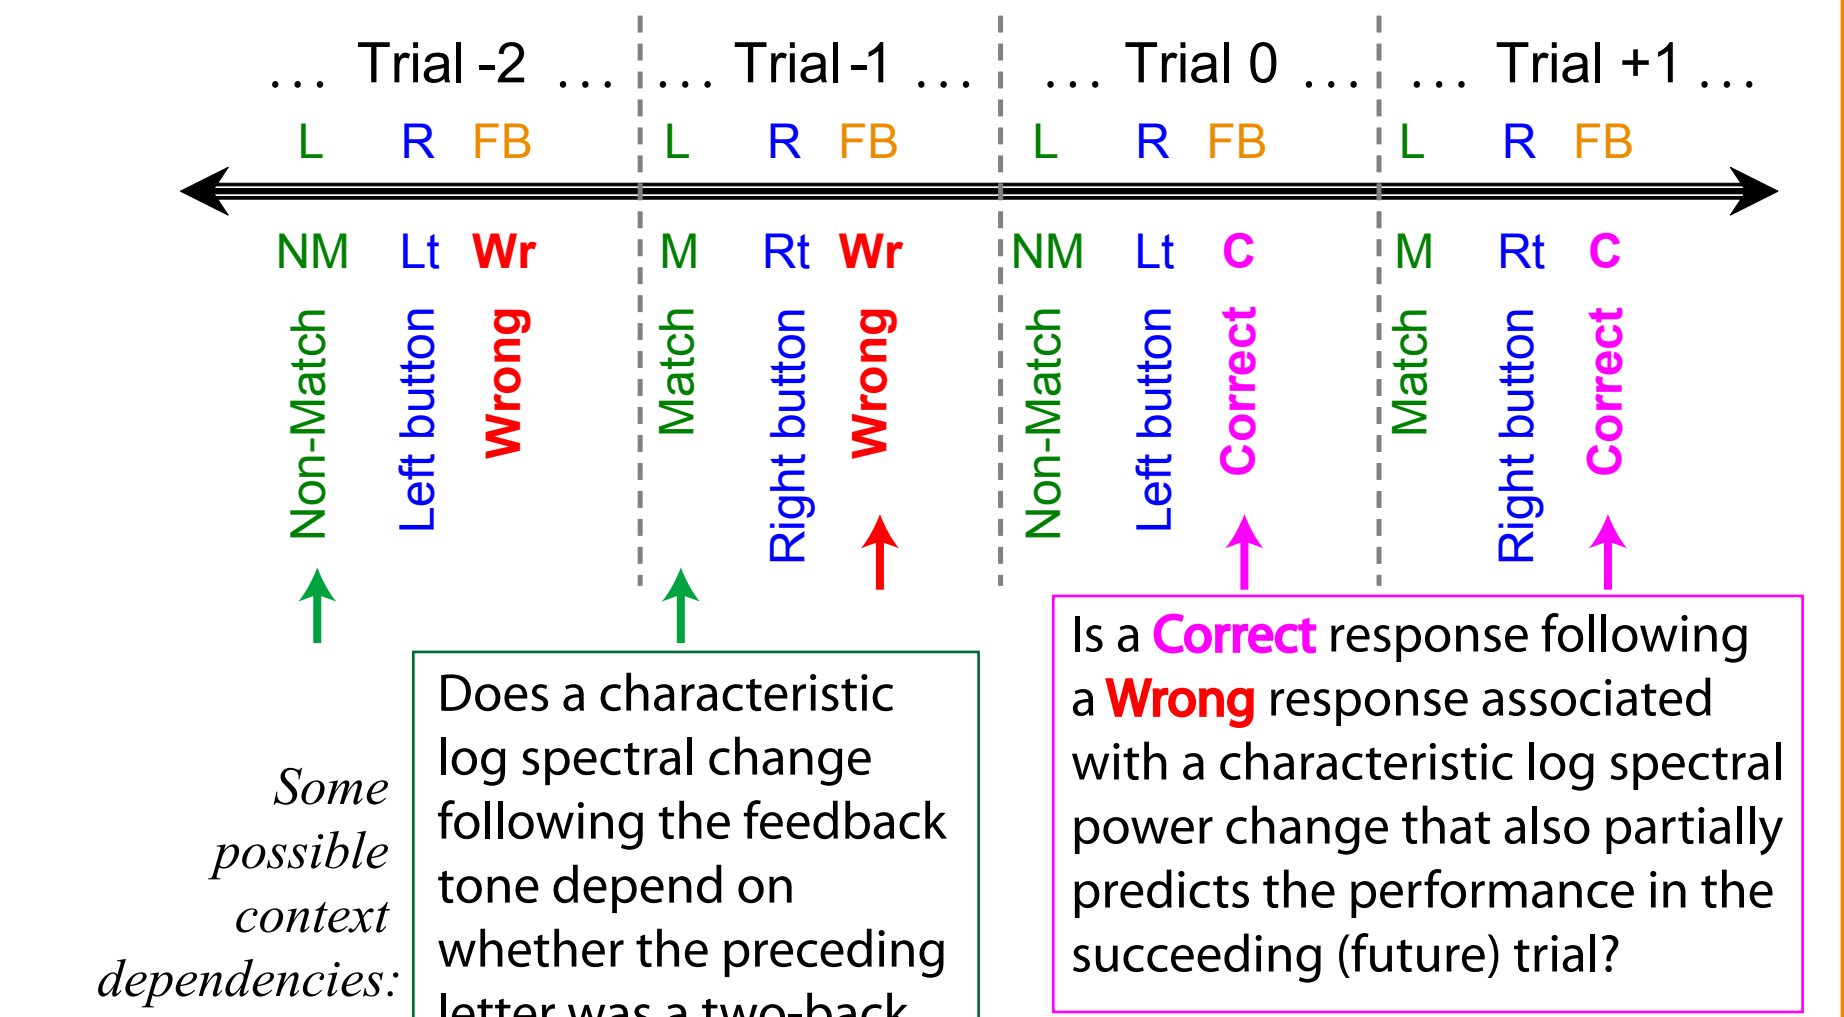 ... Trial -2 ... ... Trial -1 ... ... Trial 0 ... ... Trial +1 ...
L R FB L R FB L R FB L R FB
NM Lt Wr M Rt Wr NM Lt C M Rt C
Non-Match Left button Wrong Match Right button Wrong Non-Match Left button Correct Match Right button Correct
Some
possible
context
dependencies:
Does a characteristic
log spectral change
following the feedback
tone depend on
whether the preceding
letter was a two-back
Is a Correct response following
a Wrong response associated
with a characteristic log spectral
power change that also partially
predicts the performance in the
succeeding (future) trial?